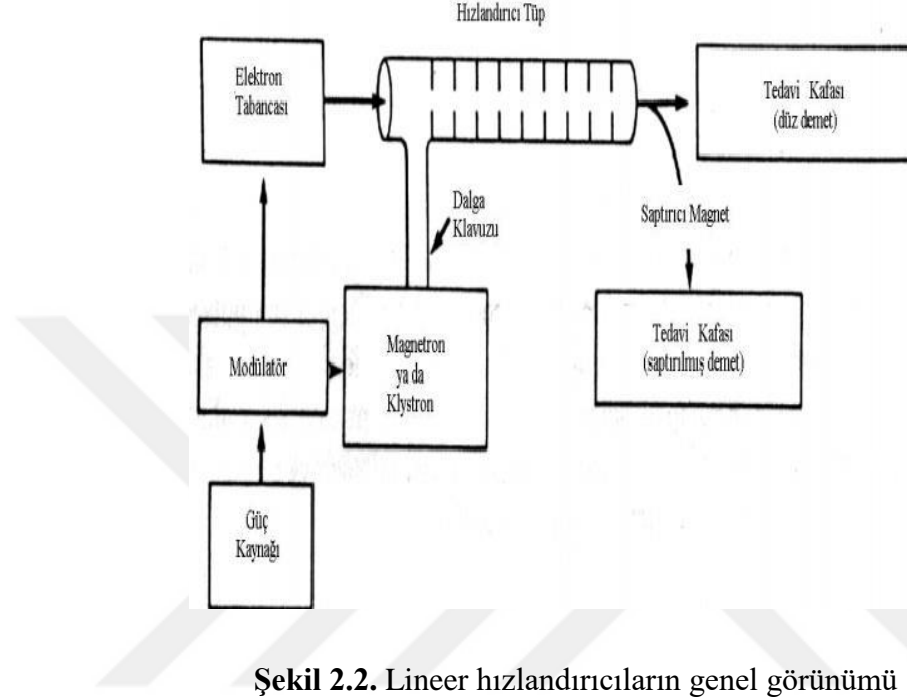 Hızlandırıcı Tüp
Elektron
Tabancası
Tedavi Kafası
(düz demet)
Dalga
Klavuzu
Saptırıcı Magnet
Modülatör
Magnetron
ya da
Klystron
Tedavi Kafası
(saptırılmış demet)
Güç
Kaynağı
Şekil 2.2. Lineer hızlandırıcıların genel görünümü